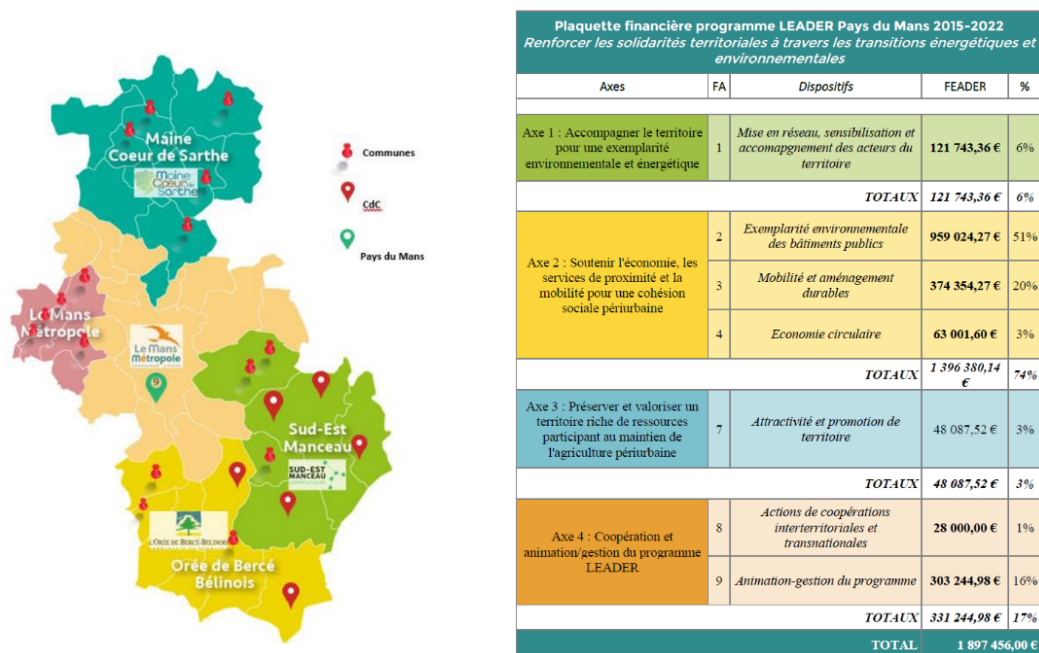 Maine
Coeur de Sarthe
Maine
Cœur de
Sarthe
Le Mans
Métropole
Le Mans
Métropole
9
Sud-Est
Manceau
SUD-EST
MANCEAU
L'ORÉE DE BERCÉ-BÉLINOIS
Orée de Bercé
Bélinois
Communes
CdC
Pays du Mans
Plaquette financière programme LEADER Pays du Mans 2015-2022
Renforcer les solidarités territoriales à travers les transitions énergétiques et
environnementales
Axes FA Dispositifs FEADER %
Axe 1 : Accompagner le territoire
pour une exemplarité
environnementale et énergétique
1
Mise en réseau, sensibilisation et
accomapgnement des acteurs du
territoire
121 743,36 € 6%
TOTAUX 121 743,36 € 6%
Axe 2 : Soutenir l'économie, les
services de proximité et la
mobilité pour une cohésion
sociale périurbaine
2
Exemplarité environnementale
des bâtiments publics
959 024,27 € 51%
3
Mobilité et aménagement
durables
374 354,27 € 20%
4 Economie circulaire 63 001,60 € 3%
TOTAUX 1 396 380,14
€ 74%
Axe 3 : Préserver et valoriser un
territoire riche de ressources
participant au maintien de
l'agriculture périurbaine
7
Attractivité et promotion de
territoire
48 087,52 € 3%
TOTAUX 48 087,52 € 3%
Axe 4 : Coopération et
animation/gestion du programme
LEADER
8
Actions de coopérations
interterritoriales et
transnationales
28 000,00 € 1%
9 Animation-gestion du programme 303 244,98 € 16%
TOTAUX 331 244,98 € 17%
TOTAL 1 897 456,00 €